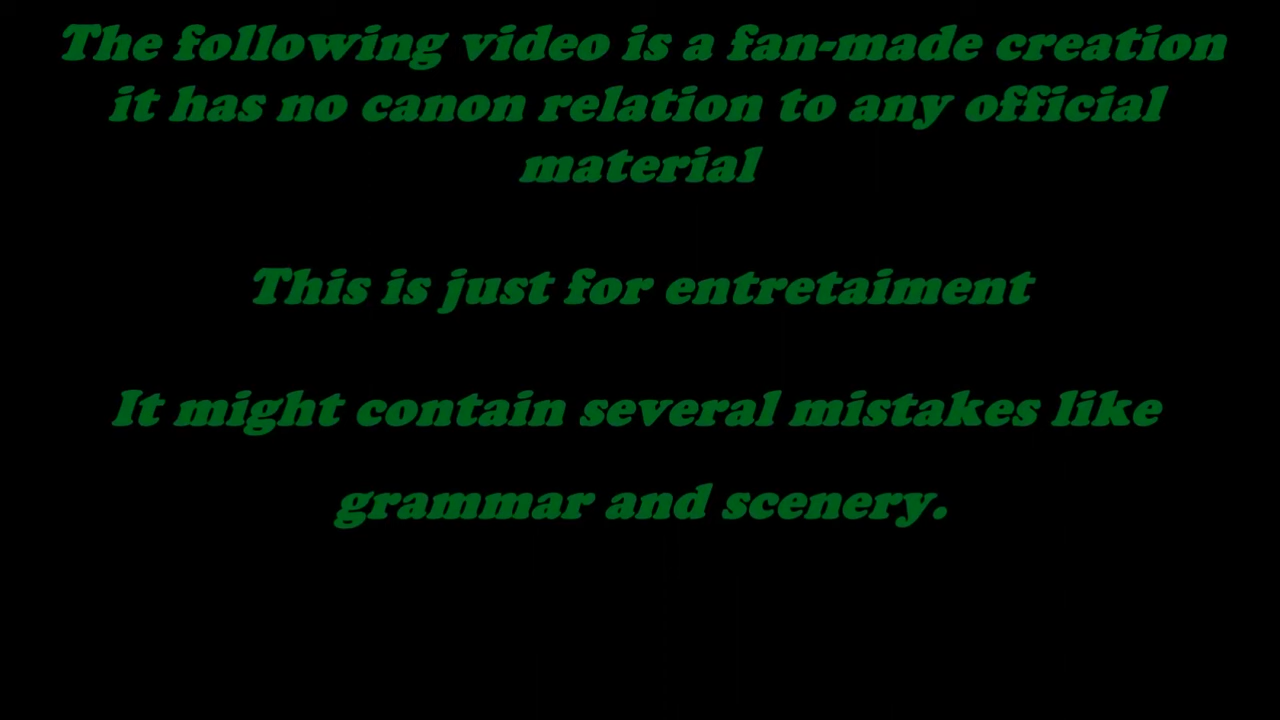 The following video is a fan-made creation
it has no canon relation to any official
material
This is just for entretaiment
It might contain several mistakes like
grammar and scenery.